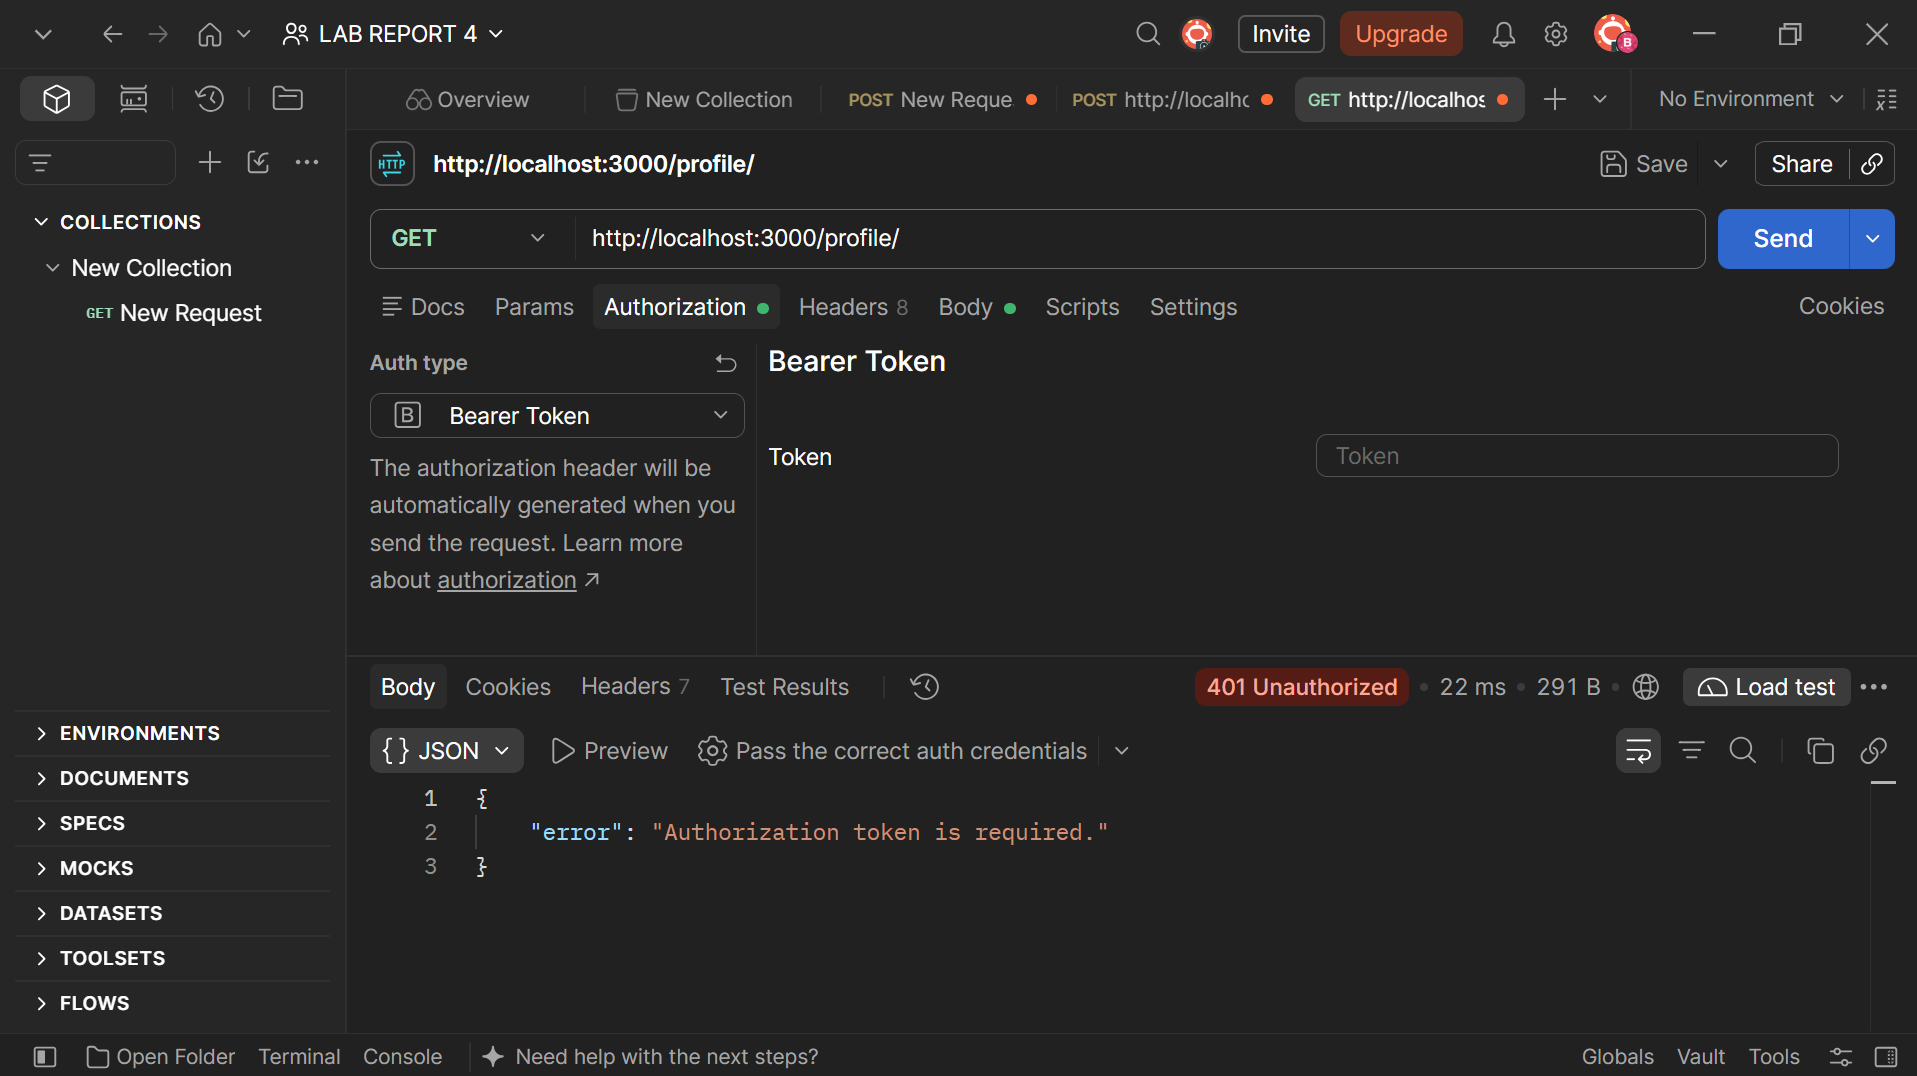 LAB REPORT 4
Invite
Upgrade
B
Overview
New Collection
POST New Reque
POST http://localhc
GET http://localhos
No Environment
HTTP
http://localhost:3000/profile/
Save
Share
COLLECTIONS
New Collection
GET New Request
GET
http://localhost:3000/profile/
Send
Docs
Params
Authorization
Headers 8
Body
Scripts
Settings
Cookies
Auth type
B Bearer Token
The authorization header will be
automatically generated when you
send the request. Learn more
about authorization
Bearer Token
Token
Token
ENVIRONMENTS
DOCUMENTS
SPECS
MOCKS
DATASETS
TOOLSETS
FLOWS
Body
Cookies
Headers 7
Test Results
401 Unauthorized
22 ms
291 B
Load test
{} JSON
Preview
Pass the correct auth credentials
1 {
2 "error": "Authorization token is required."
3 }
Open Folder
Terminal
Console
Need help with the next steps?
Globals
Vault
Tools